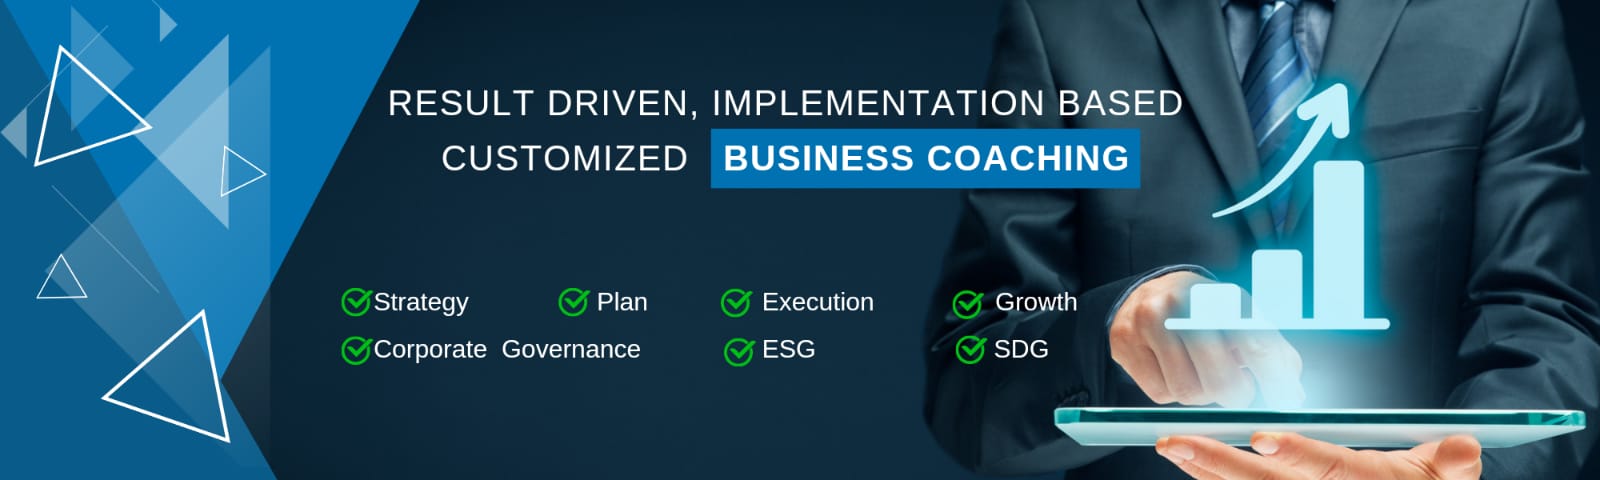 RESULT DRIVEN, IMPLEMENTATION BASED
CUSTOMIZED BUSINESS COACHING
Strategy Plan Execution Growth
Corporate Governance ESG SDG